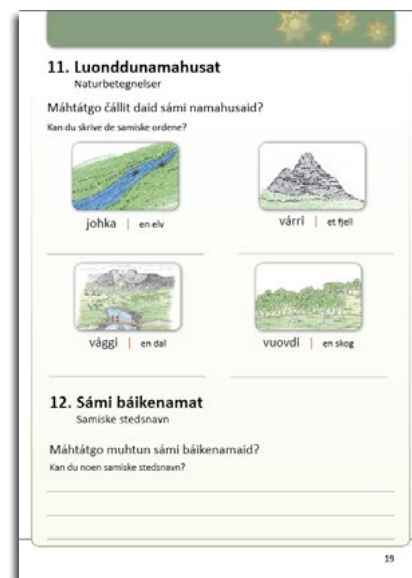 11. Luonddunamahusat
Naturbetegnelser
Máhtátgo čállit daid sámi namahusaid?
Kan du skrive de samiske ordene?
johka | en elv
várri | et fjell
vággi | en dal
vuovdi | en skog
12. Sámi báikenamat
Samiske stedsnavn
Máhtátgo muhtun sámi báikenamaid?
Kan du noen samiske stedsnavn?
19